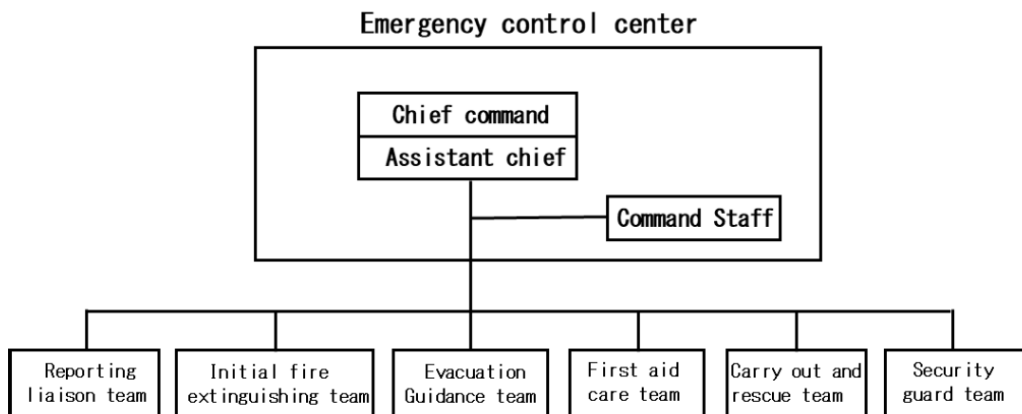 Emergency control center
Chief command
Assistant chief
Command Staff
Reporting
liaison team
Initial fire
extinguishing team
Evacuation
Guidance team
First aid
care team
Carry out and
rescue team
Security
guard team